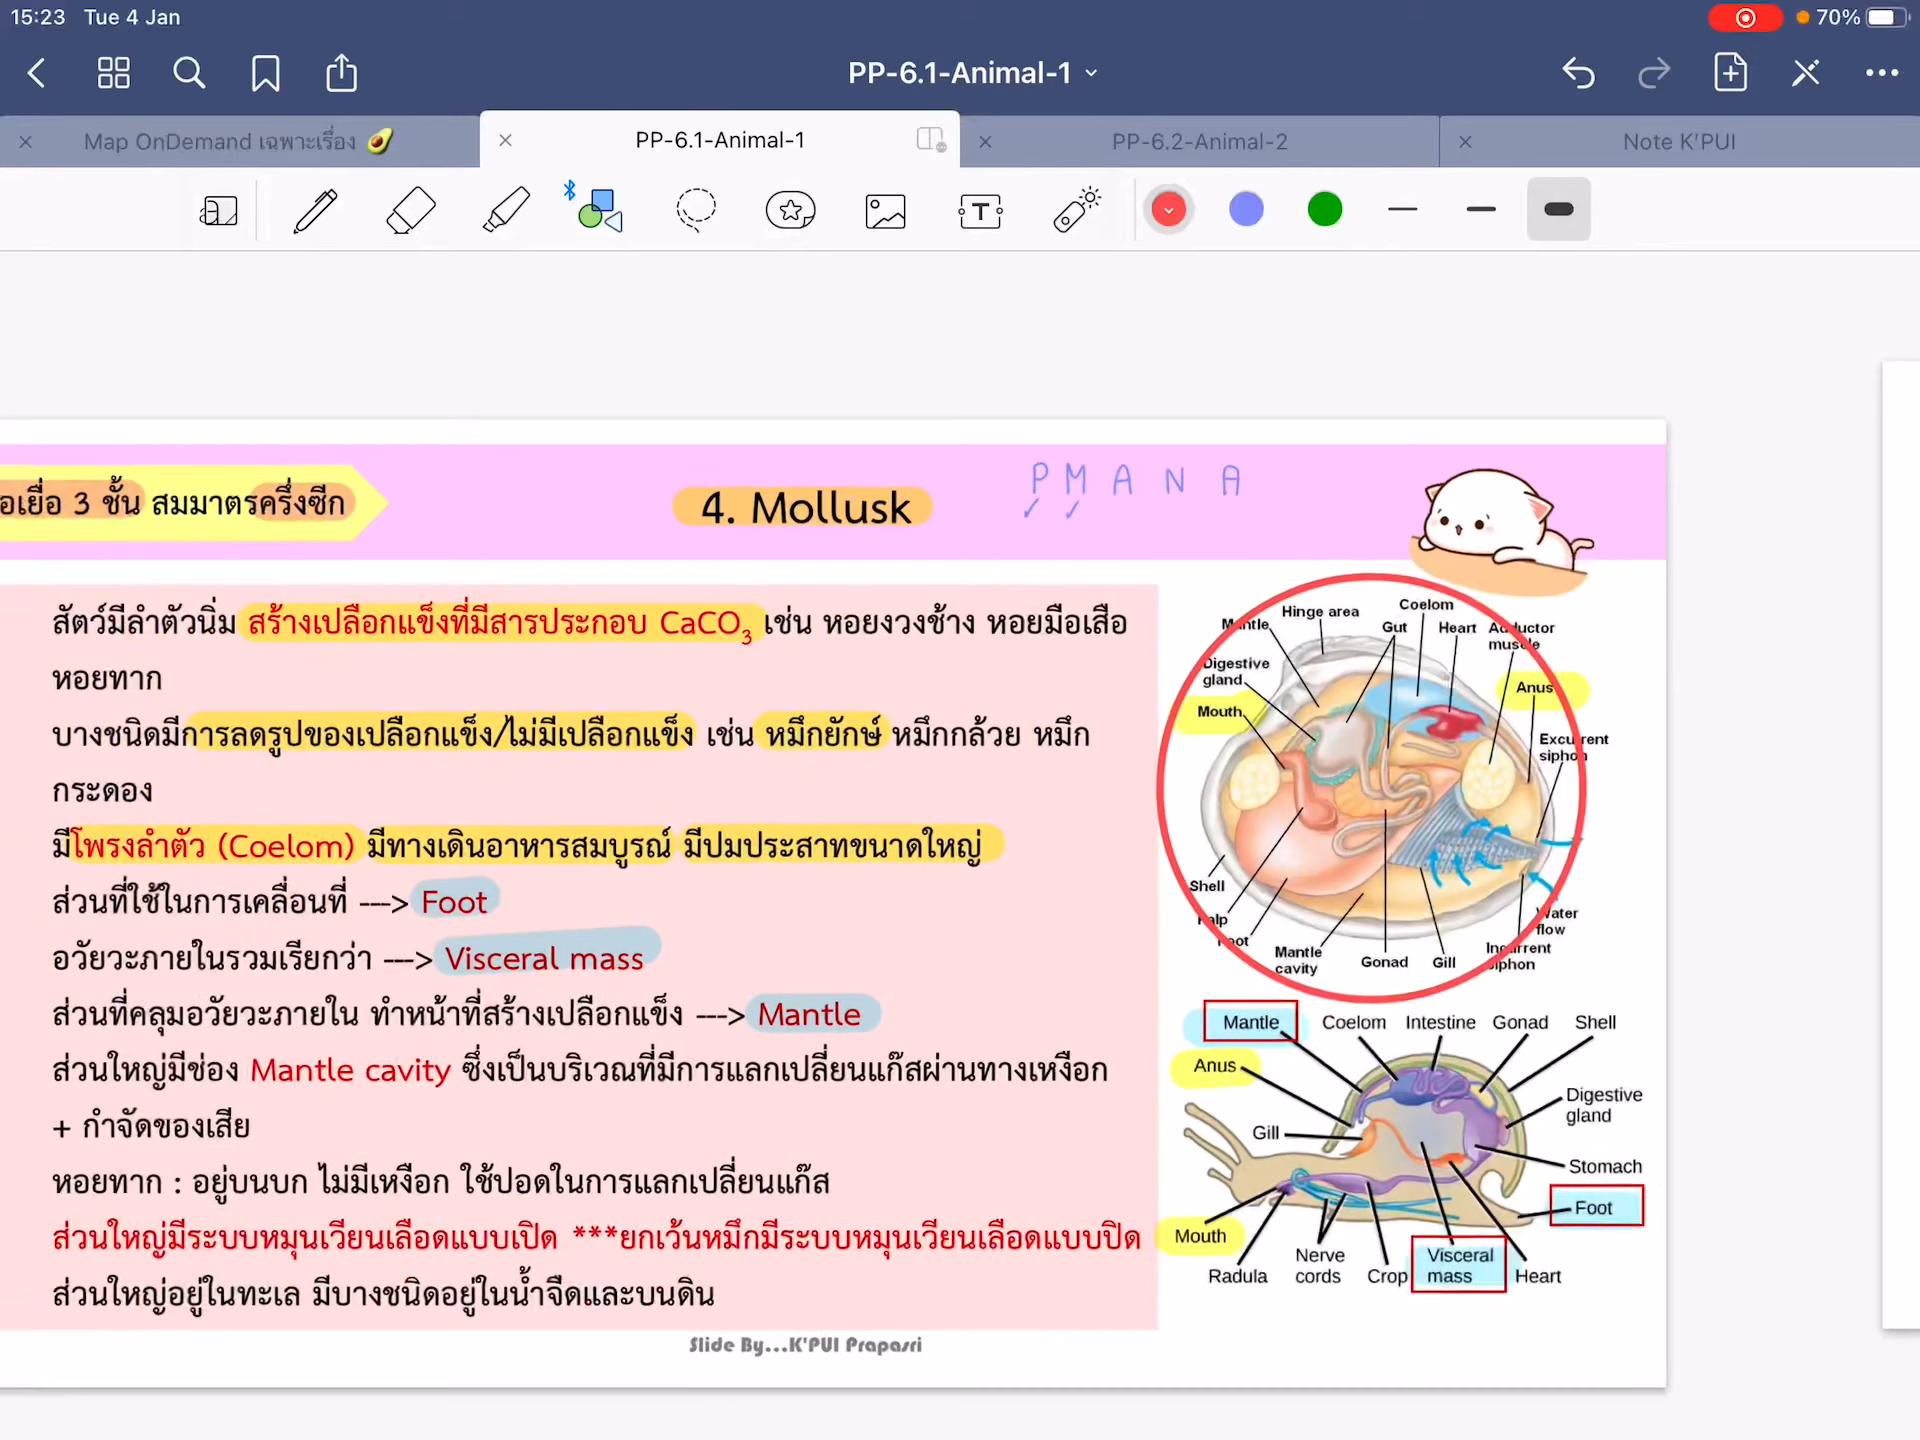 15:23 Tue 4 Jan
70%
PP-6.1-Animal-1
Map OnDemand เฉพาะเรื่อง 🥑
PP-6.1-Animal-1
PP-6.2-Animal-2
Note K'PUI
T
อเยื่อ 3 ชั้น สมมาตรครึ่งซีก
4. Mollusk
P M A N A
✓ ✓
สัตว์มีลำตัวนิ่ม สร้างเปลือกแข็งที่มีสารประกอบ CaCO₃ เช่น หอยงวงช้าง หอยมือเสือ
หอยทาก
บางชนิดมีการลดรูปของเปลือกแข็ง/ไม่มีเปลือกแข็ง เช่น หมึกยักษ์ หมึกกล้วย หมึก
กระดอง
มีโพรงลำตัว (Coelom) มีทางเดินอาหารสมบูรณ์ มีปมประสาทขนาดใหญ่
ส่วนที่ใช้ในการเคลื่อนที่ ---> Foot
อวัยวะภายในรวมเรียกว่า ---> Visceral mass
ส่วนที่คลุมอวัยวะภายใน ทำหน้าที่สร้างเปลือกแข็ง ---> Mantle
ส่วนใหญ่มีช่อง Mantle cavity ซึ่งเป็นบริเวณที่มีการแลกเปลี่ยนแก๊สผ่านทางเหงือก
+ กำจัดของเสีย
หอยทาก : อยู่บนบก ไม่มีเหงือก ใช้ปอดในการแลกเปลี่ยนแก๊ส
ส่วนใหญ่มีระบบหมุนเวียนเลือดแบบเปิด ***ยกเว้นหมึกมีระบบหมุนเวียนเลือดแบบปิด
ส่วนใหญ่อยู่ในทะเล มีบางชนิดอยู่ในน้ำจืดและบนดิน
Coelom
Hinge area
Mantle
Gut
Heart
Adductor
muscle
Digestive
gland
Anus
Mouth
Excurrent
siphon
Shell
Palp
Foot
Water
flow
Mantle
cavity
Gonad
Gill
Incurrent
siphon
Mantle
Coelom
Intestine
Gonad
Shell
Anus
Digestive
gland
Gill
Stomach
Foot
Mouth
Nerve
cords
Visceral
mass
Radula
Crop
Heart
Slide By...K'PUI Prapasri